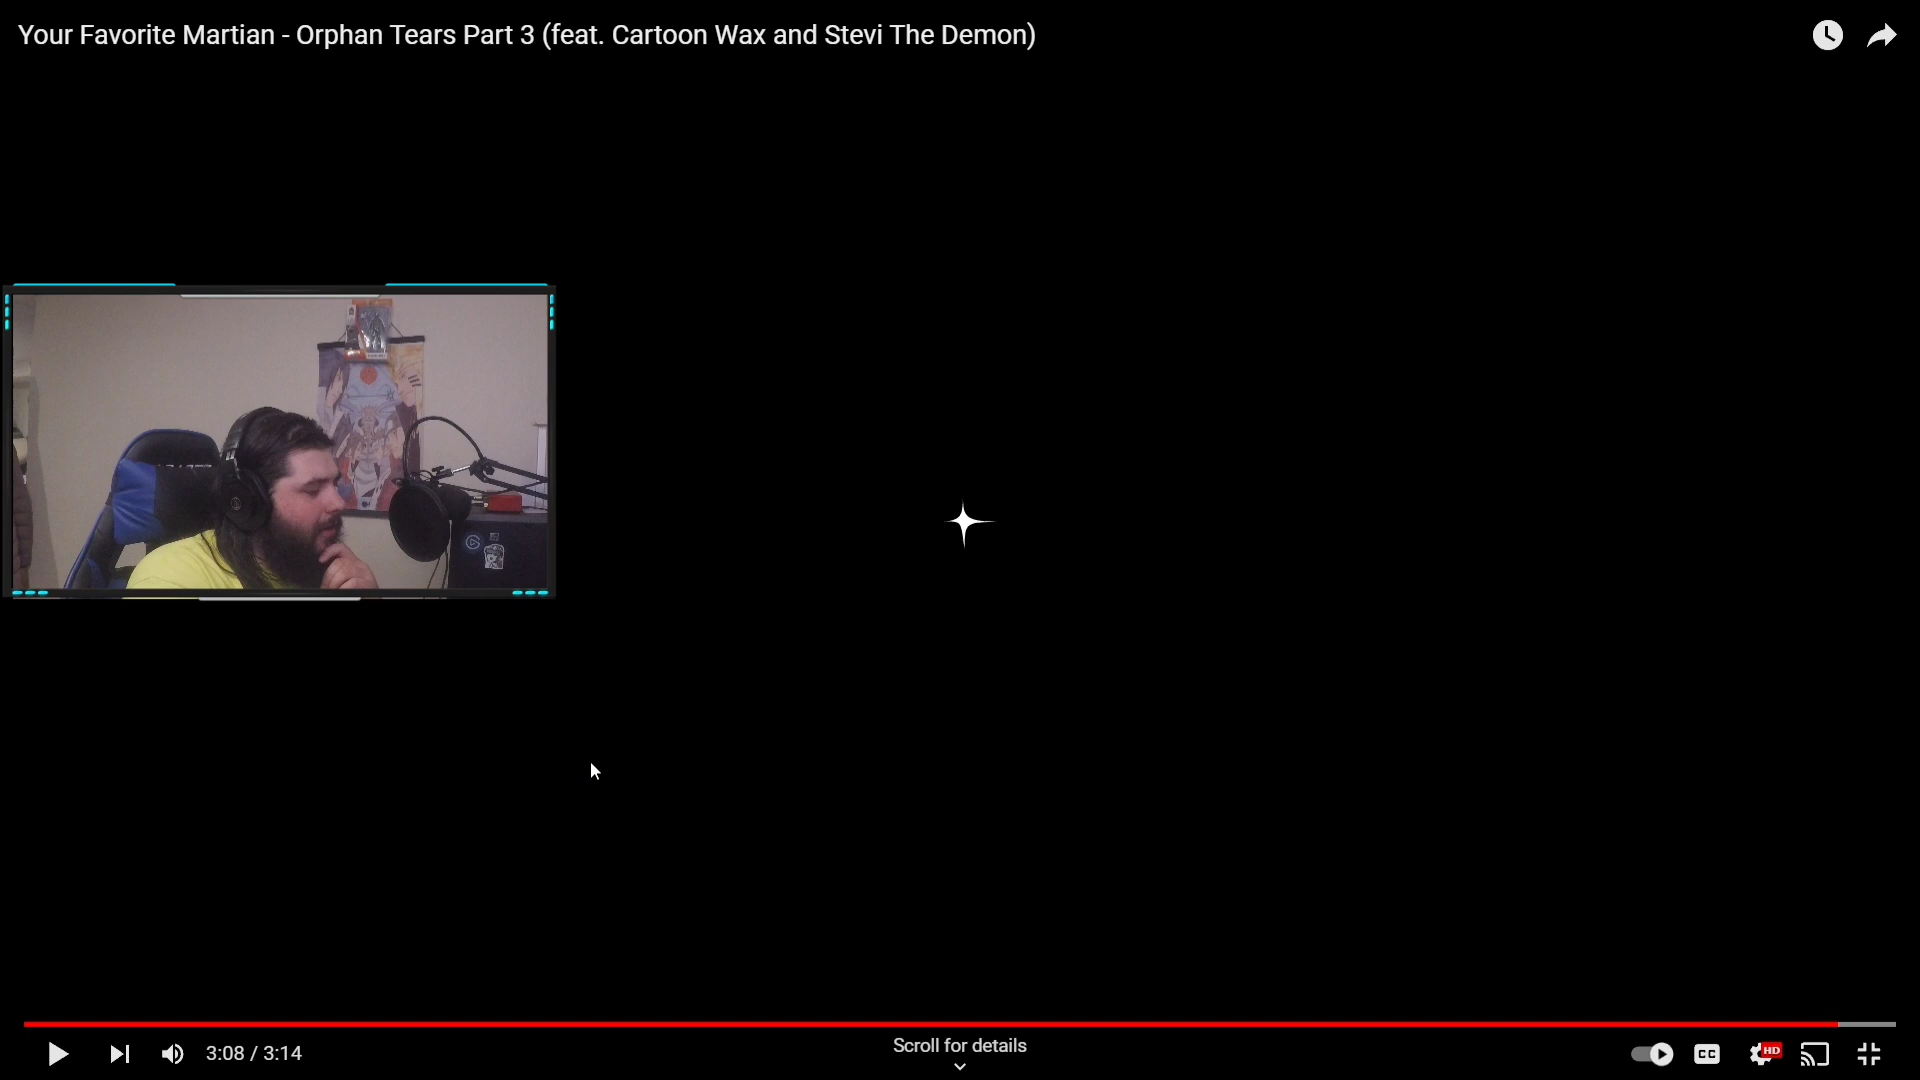 Your Favorite Martian - Orphan Tears Part 3 (feat. Cartoon Wax and Stevi The Demon)
3:08 / 3:14
Scroll for details
CC
HD